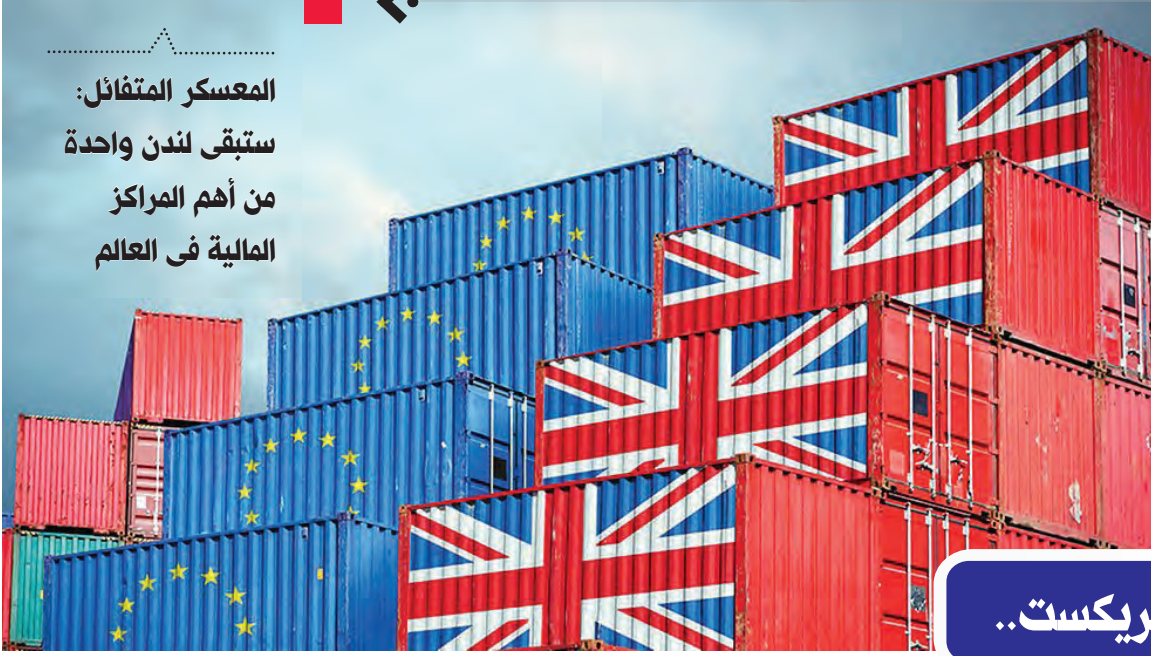 المعسكر المتفائل:
ستبقى لندن واحدة
من أهم المراكز
المالية فى العالم
ريكست..